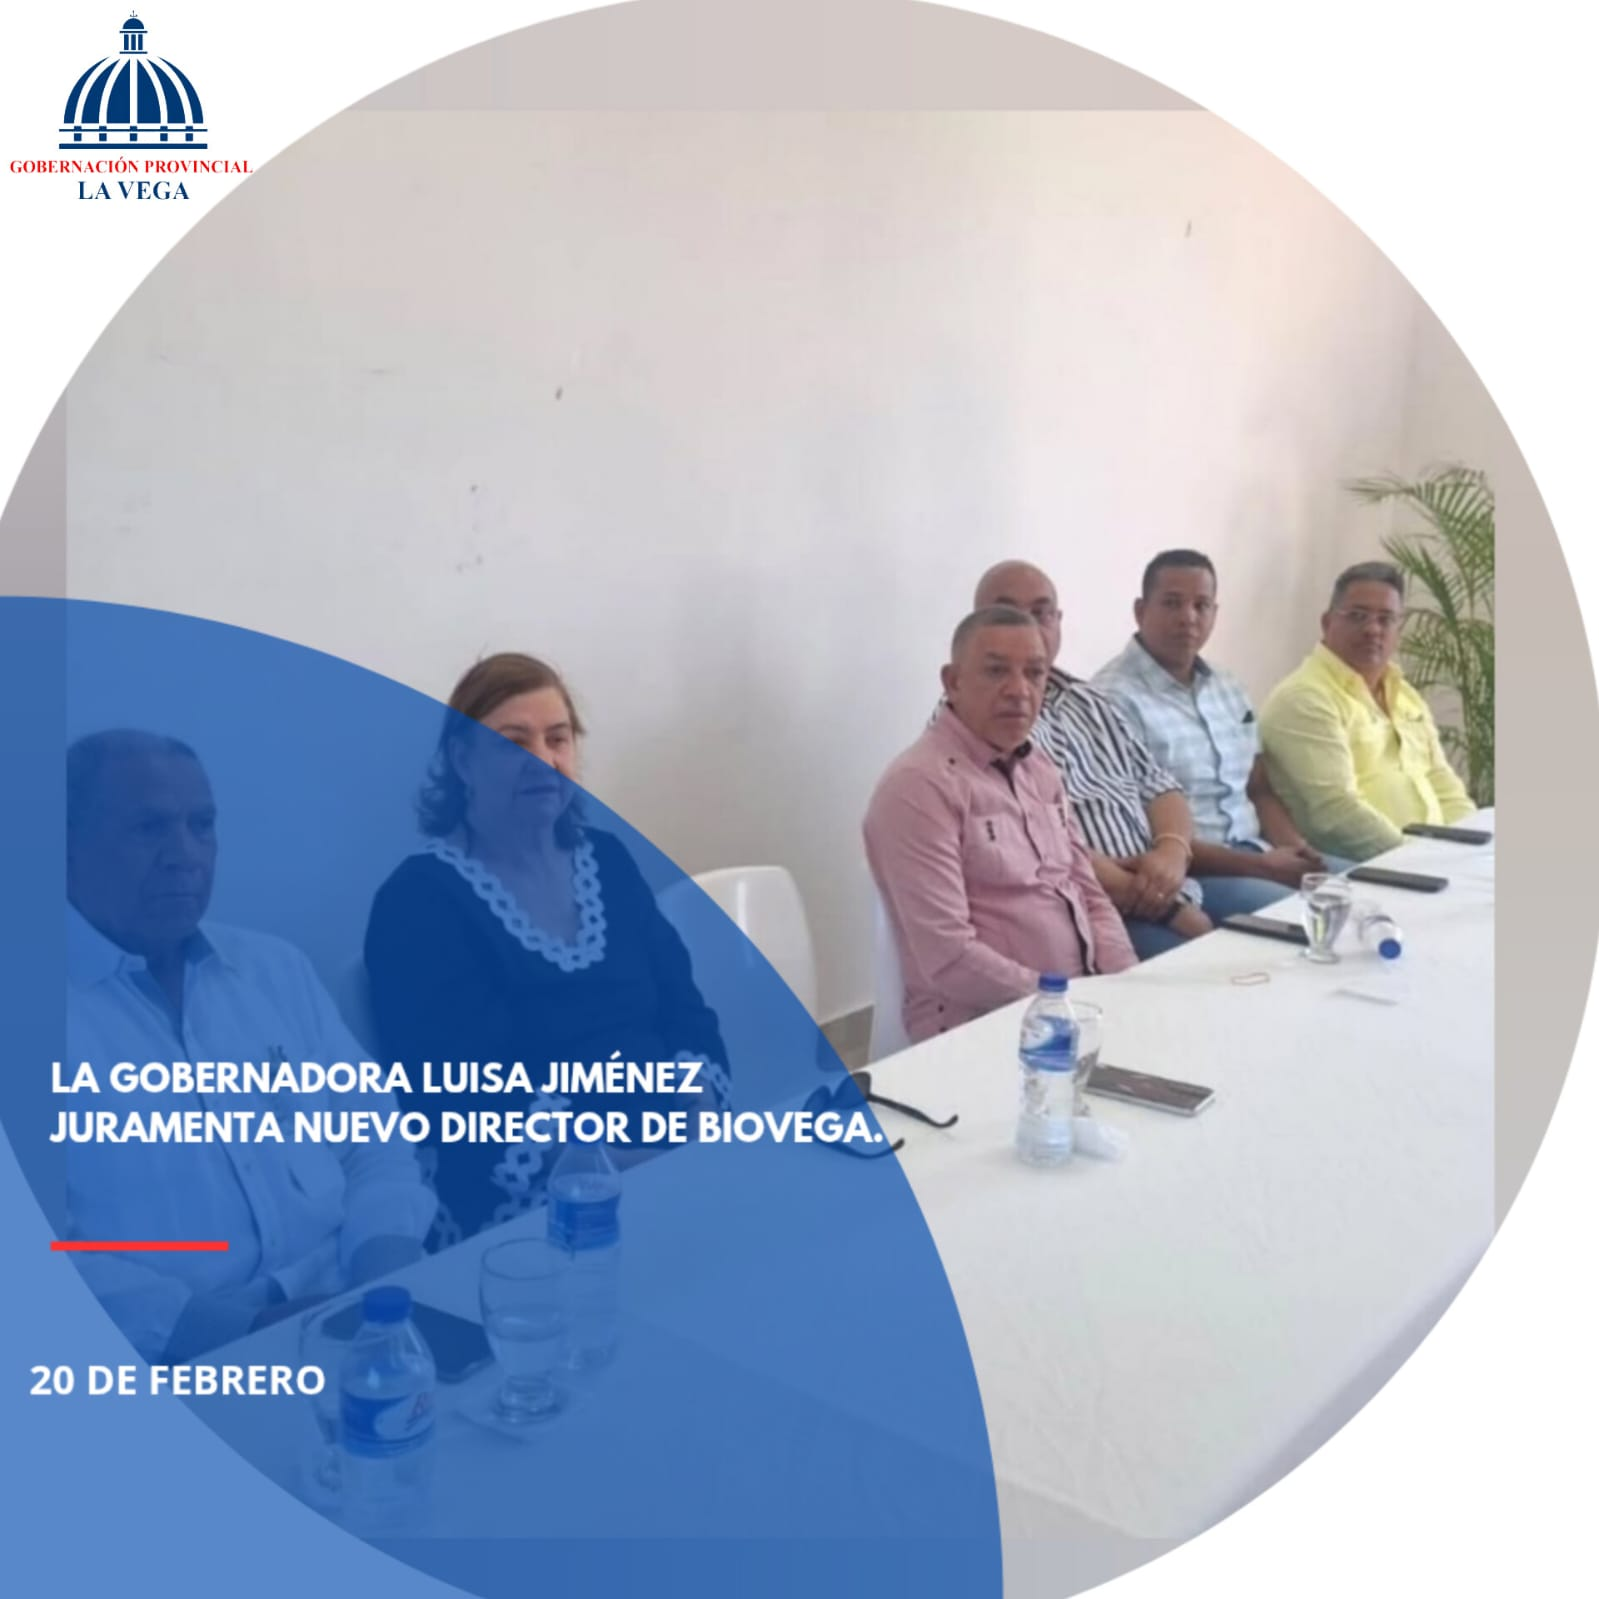 GOBERNACIÓN PROVINCIAL
LA VEGA
LA GOBERNADORA LUISA JIMÉNEZ
JURAMENTA NUEVO DIRECTOR DE BIOVEGA.
20 DE FEBRERO